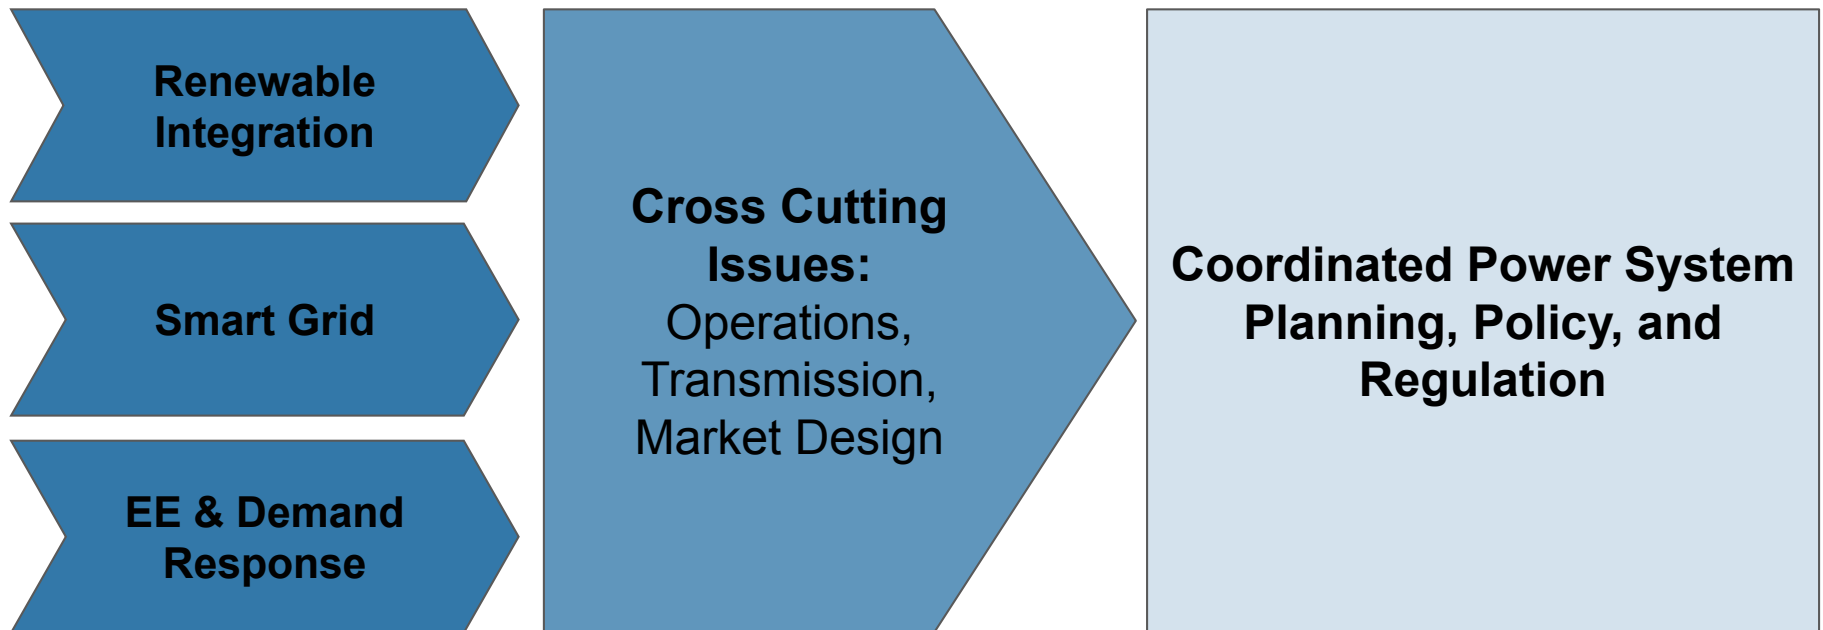 Renewable
Integration
Smart Grid
EE & Demand
Response
Cross Cutting
Issues:
Operations,
Transmission,
Market Design
Coordinated Power System
Planning, Policy, and
Regulation